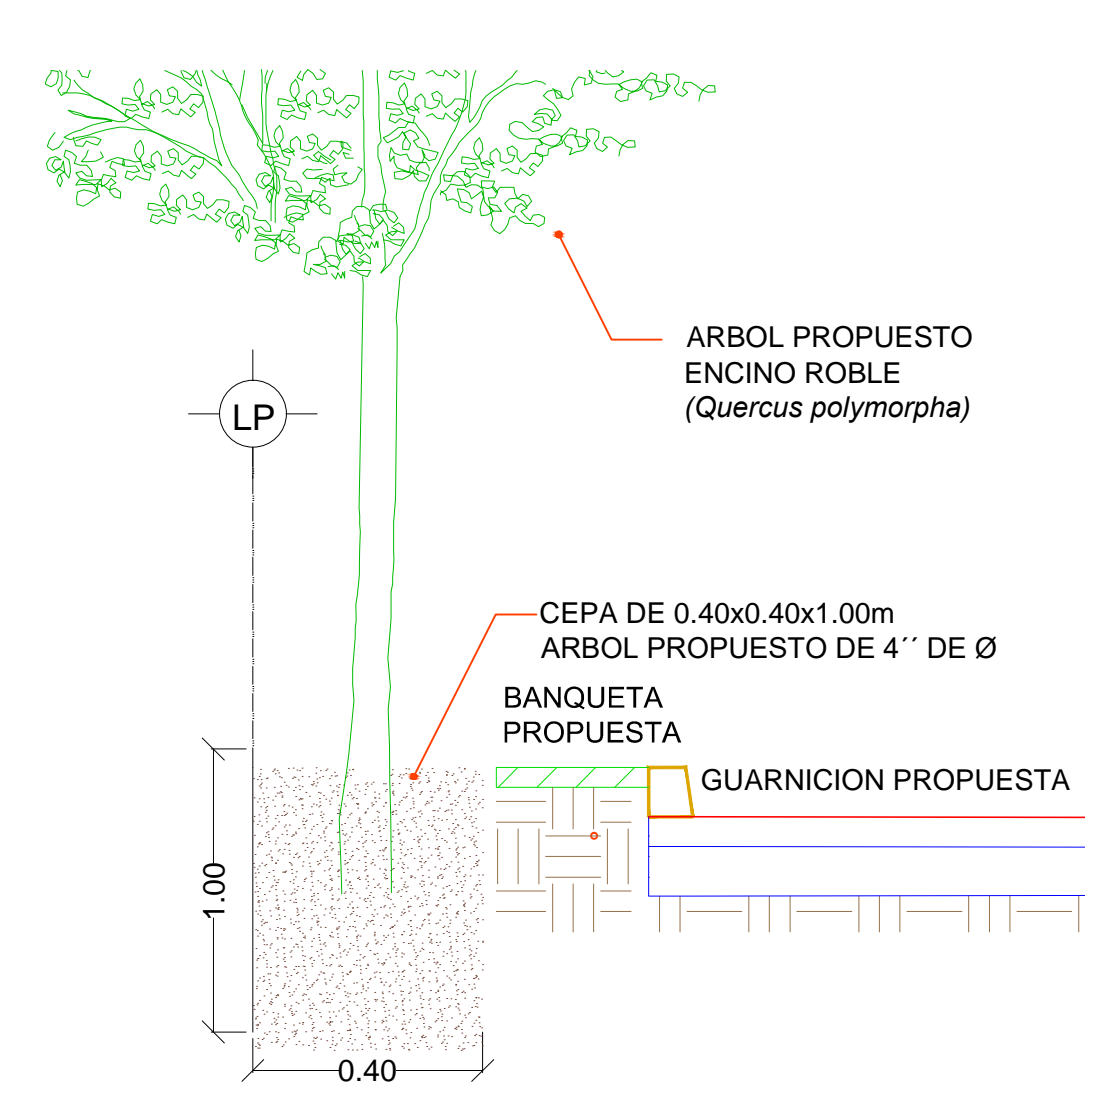 ARBOL PROPUESTO
ENCINO ROBLE
(Quercus polymorpha)
LP
CEPA DE 0.40x0.40x1.00m
ARBOL PROPUESTO DE 4´´ DE Ø
BANQUETA
PROPUESTA
GUARNICION PROPUESTA
1.00
0.40